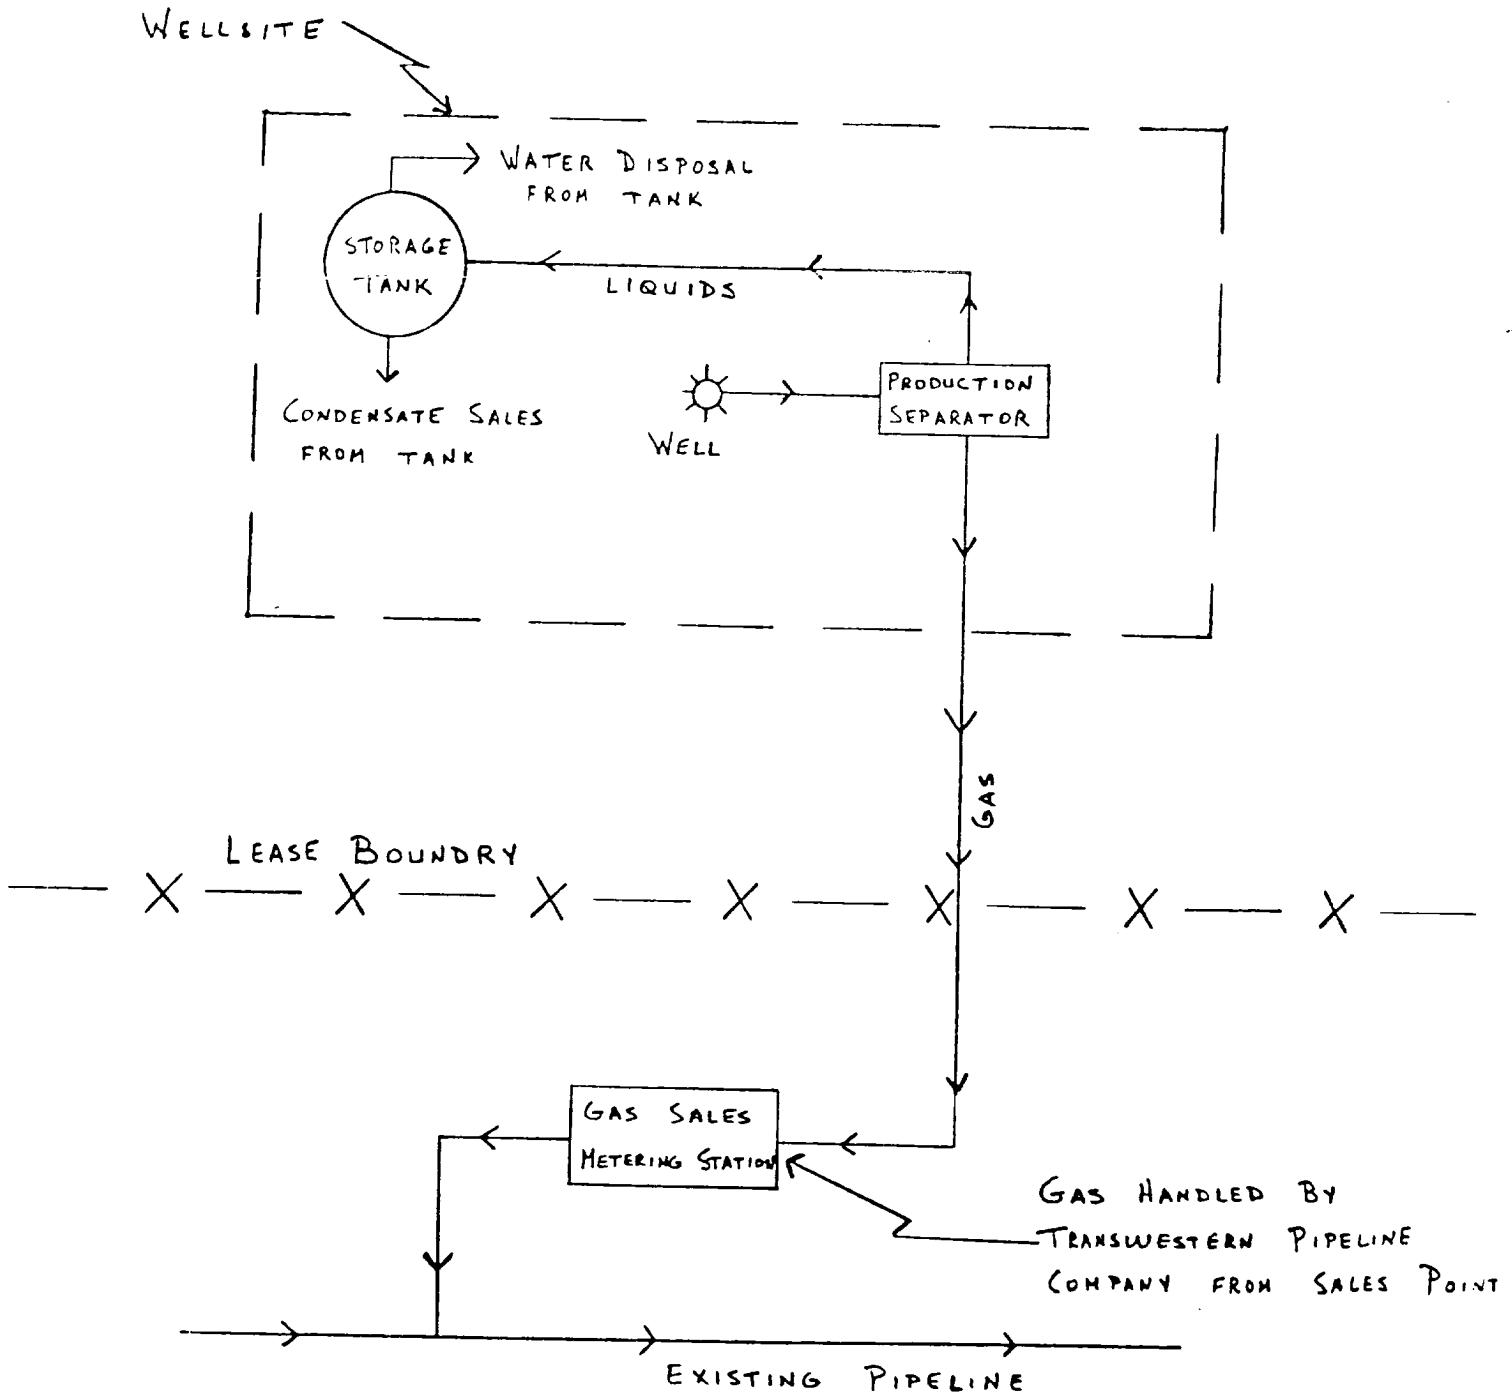 WELLSITE
WATER DISPOSAL
FROM TANK
STORAGE
TANK
LIQUIDS
PRODUCTION
SEPARATOR
CONDENSATE SALES
FROM TANK
WELL
GAS
LEASE BOUNDRY
GAS SALES
METERING STATION
GAS HANDLED BY
TRANSWESTERN PIPELINE
COMPANY FROM SALES POINT
EXISTING PIPELINE